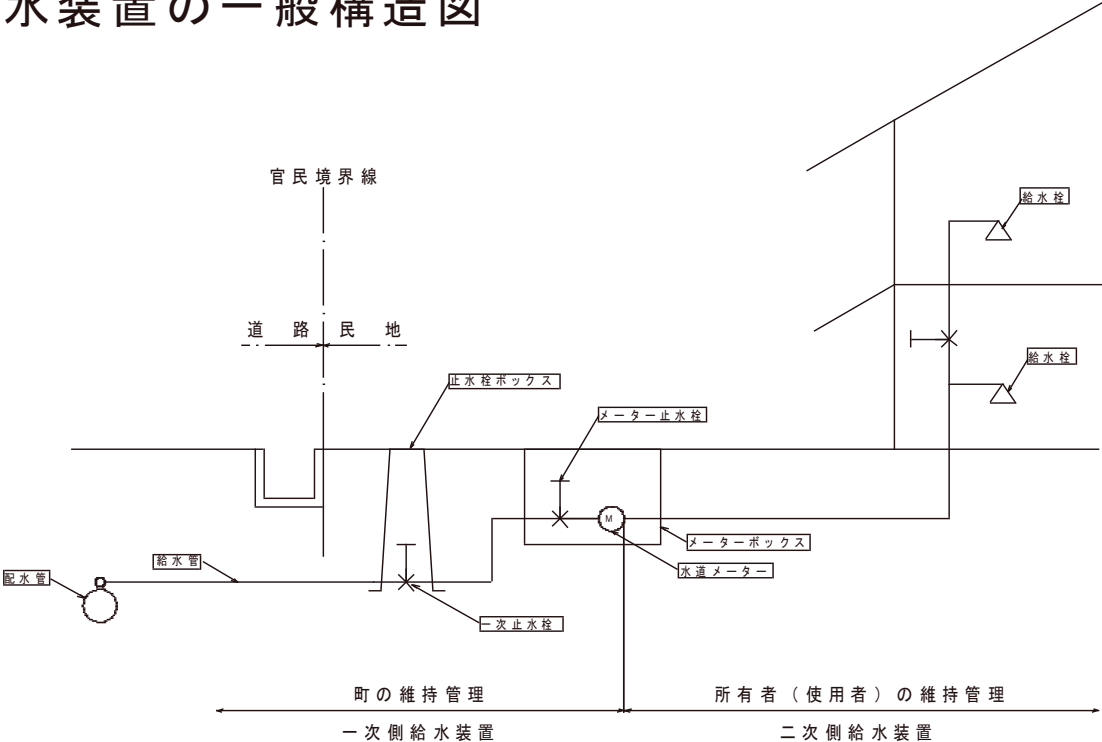 水装置の一般構造図
官民境界線
給水栓
道路 民地
給水栓
止水栓ボックス
メーター止水栓
M
メーターボックス
給水管
水道メーター
配水管
一次止水栓
町の維持管理
所有者(使用者)の維持管理
一次側給水装置
二次側給水装置